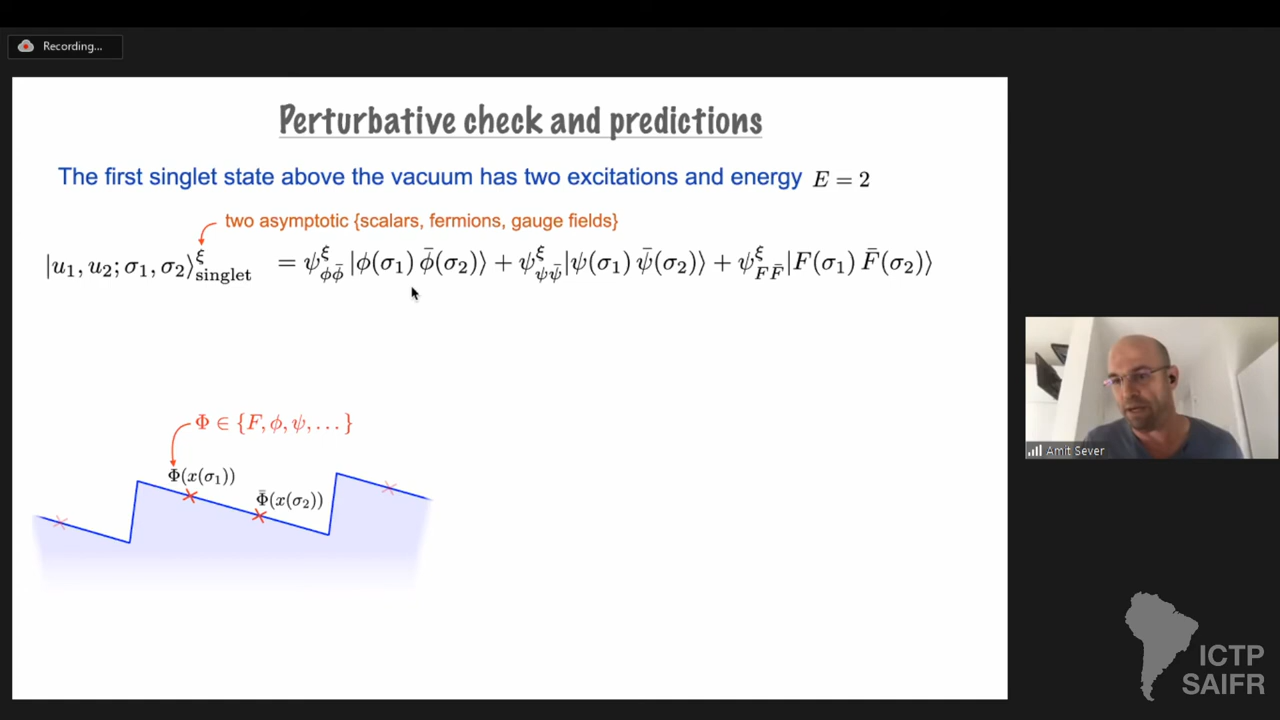 Recording...
Perturbative check and predictions
The first singlet state above the vacuum has two excitations and energy E = 2
two asymptotic {scalars, fermions, gauge fields}
|u₁, u₂; σ₁, σ₂⟩^ξ_singlet = ψ^ξ_{φφ̄} |φ(σ₁) φ̄(σ₂)⟩ + ψ^ξ_{ψψ̄} |ψ(σ₁) ψ̄(σ₂)⟩ + ψ^ξ_{FF̄} |F(σ₁) F̄(σ₂)⟩
Φ ∈ {F, φ, ψ, …}
Φ(x(σ₁))
Φ̄(x(σ₂))
Amit Sever
ICTP
SAIFR